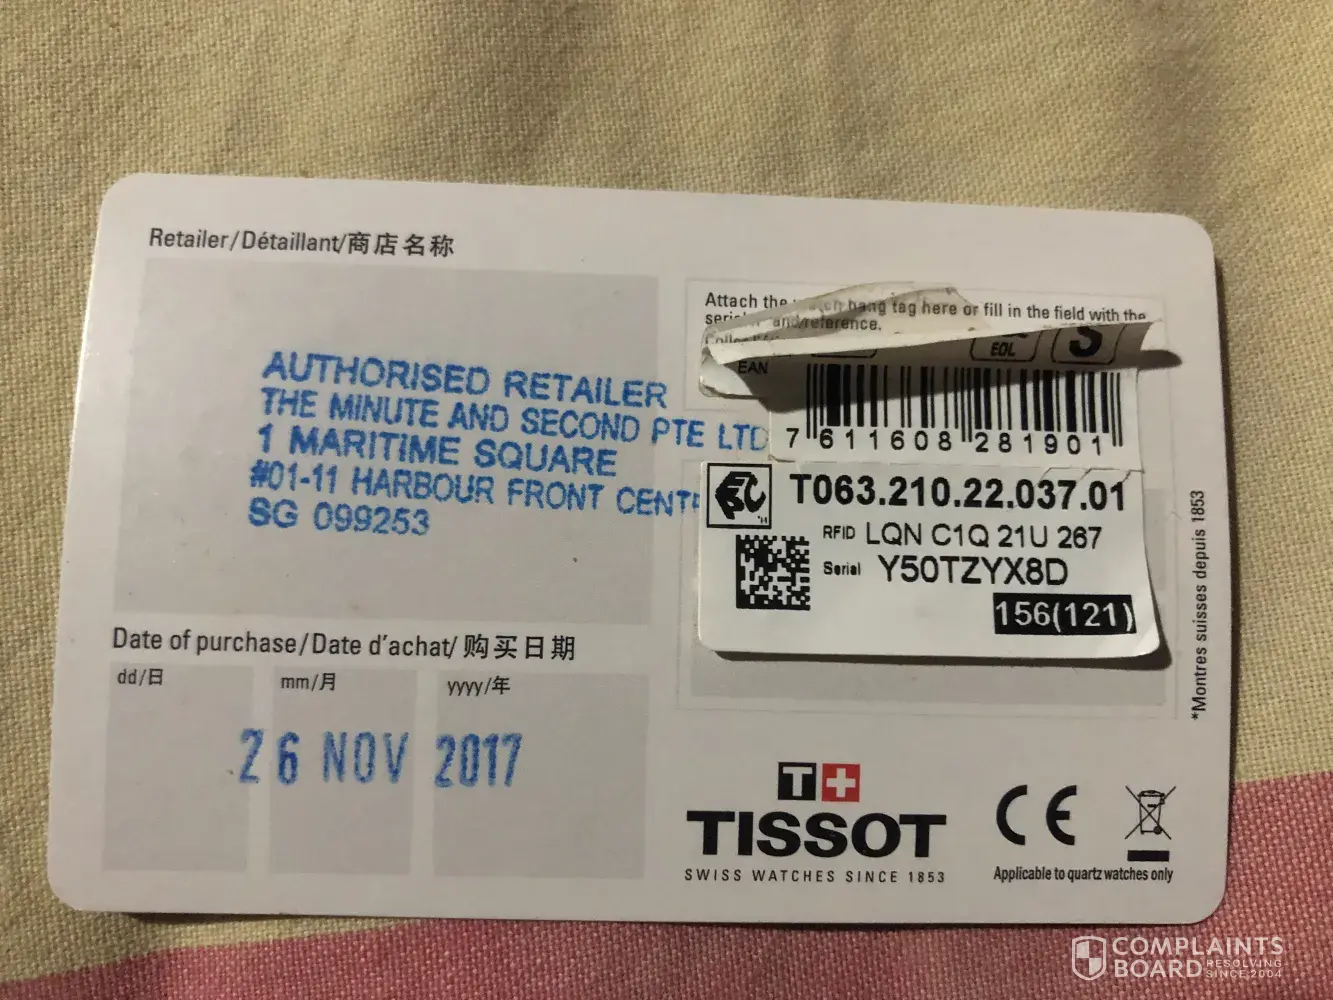 Retailer/Détaillant/商店名称
AUTHORISED RETAILER
THE MINUTE AND SECOND PTE LTD
1 MARITIME SQUARE
#01-11 HARBOUR FRONT
SG 099253
Date of purchase/Date d'achat/购买日期
dd/日 mm/月 yyyy/年
26 NOV 2017
Attach the hang tag here or fill in the field with the
and/reference.
EOL S
EAN
7 611608 281901
T063.210.22.037.01
RFID LQN C1Q 21U 267
Serial Y50TZYX8D
156(121)
*Montres suisses depuis 1853
T+
TISSOT
SWISS WATCHES SINCE 1853
CE
Applicable to quartz watches only
COMPLAINTS
BOARD RESOLVING
SINCE 2004